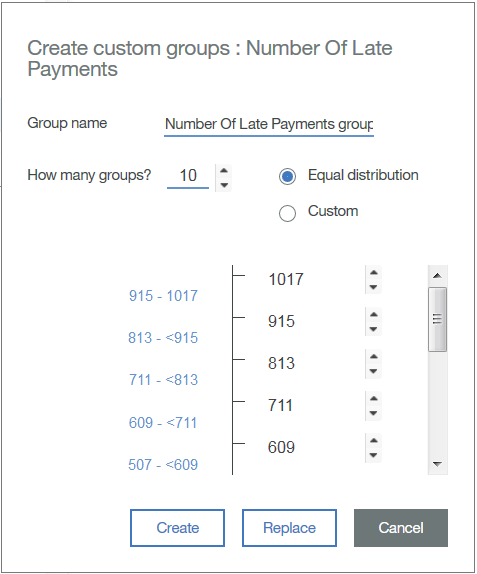 Create custom groups : Number Of Late
Payments
Group name
Number Of Late Payments group
How many groups?
10
Equal distribution
Custom
1017
915 - 1017
915
813 - <915
813
711 - <813
711
609 - <711
609
507 - <609
Create
Replace
Cancel